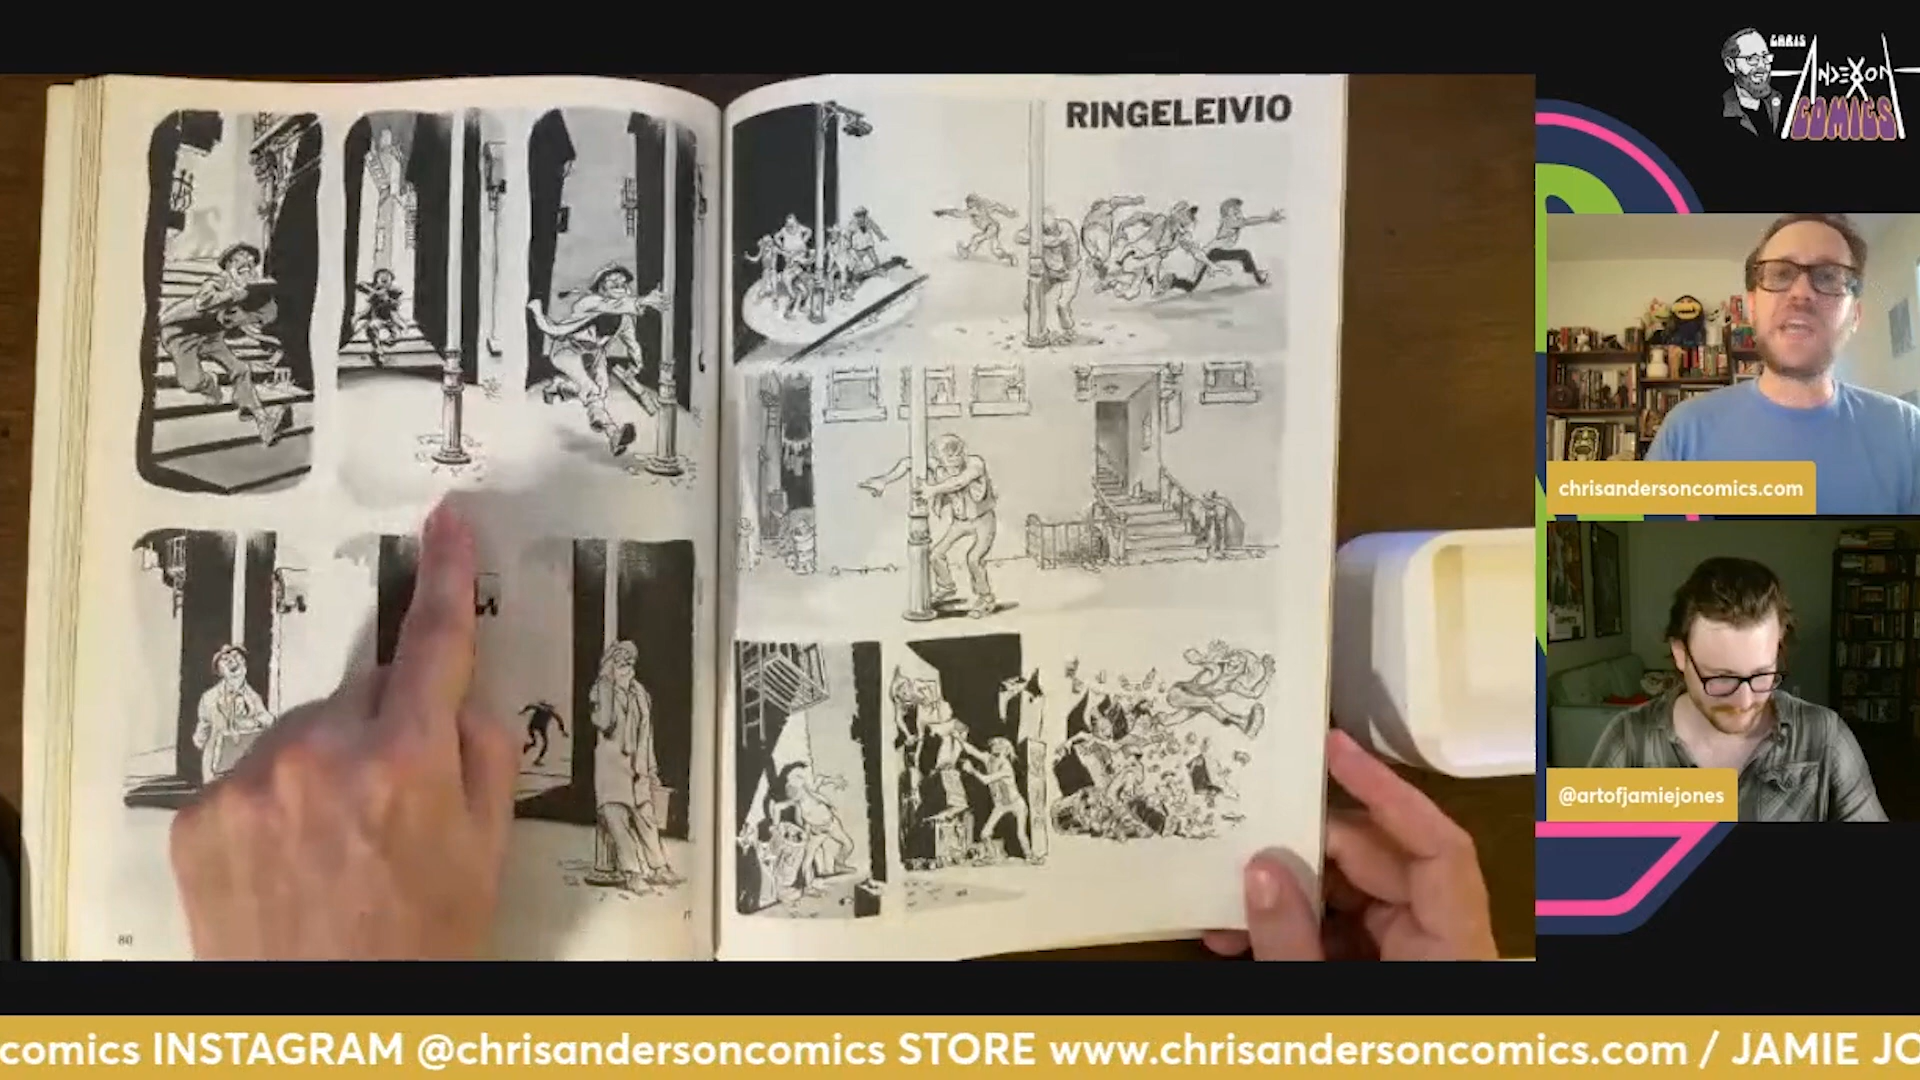 RINGELEIVIO
80
CHRIS
ANDERSON
COMICS
chrisandersoncomics.com
@artofjamiejones
comics INSTAGRAM @chrisandersoncomics STORE www.chrisandersoncomics.com / JAMIE JO